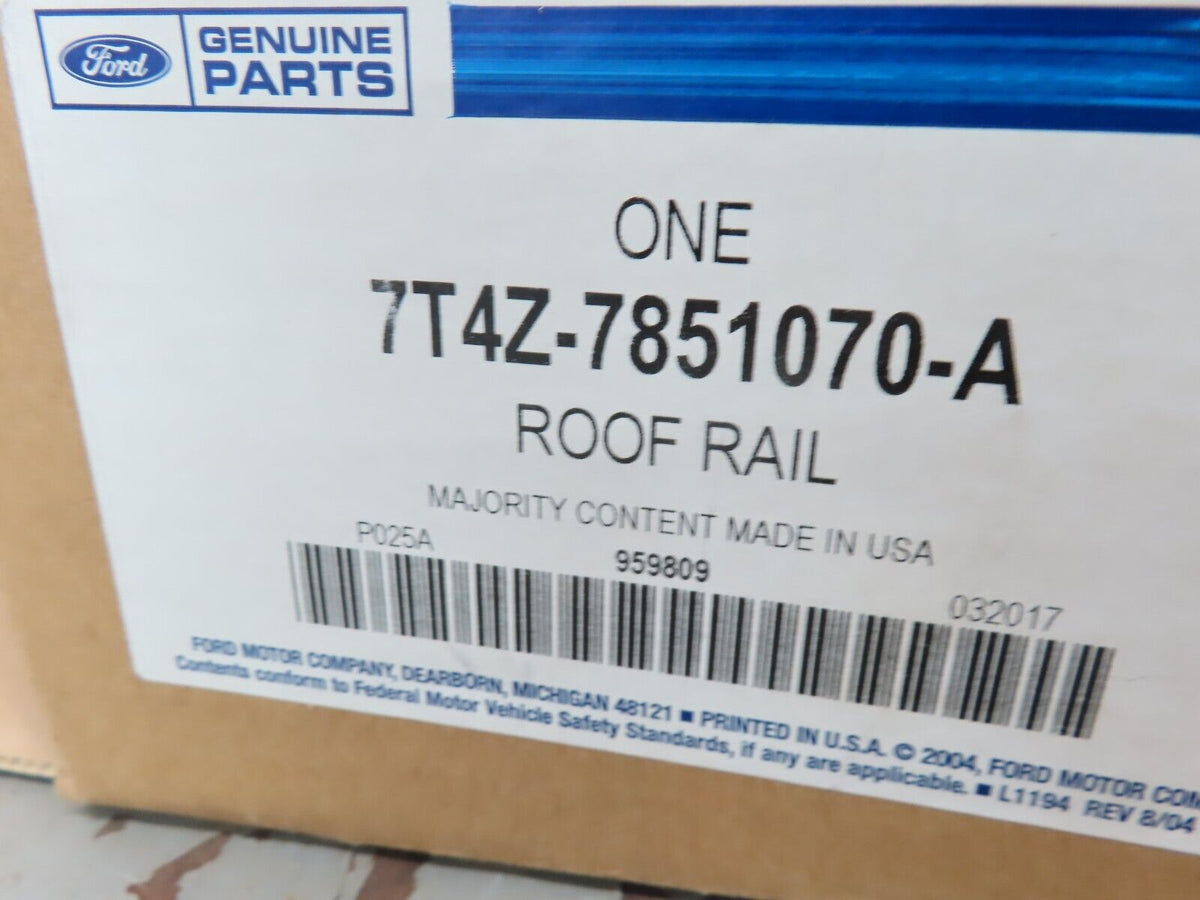 Ford
GENUINE
PARTS
ONE
7T4Z-7851070-A
ROOF RAIL
MAJORITY CONTENT MADE IN USA
P025A 959809 032017
FORD MOTOR COMPANY, DEARBORN, MICHIGAN 48121 ■ PRINTED IN U.S.A. © 2004, FORD MOTOR COM
Contents conform to Federal Motor Vehicle Safety Standards, if any are applicable. ■ L1194 REV 8/04